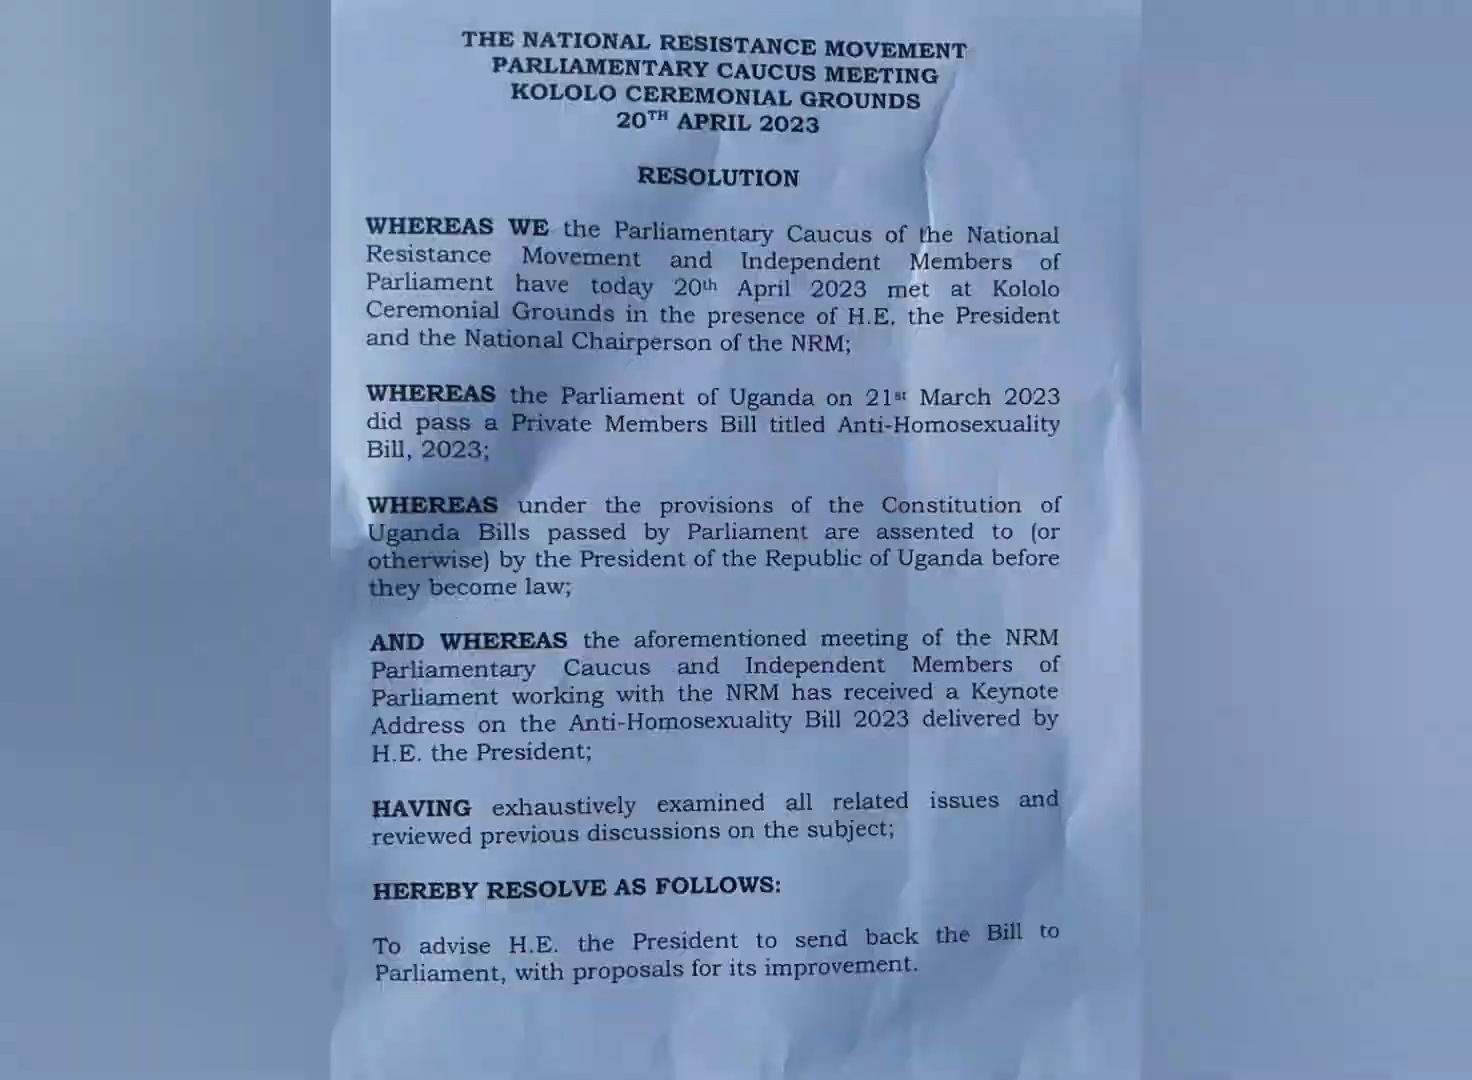 THE NATIONAL RESISTANCE MOVEMENT
PARLIAMENTARY CAUCUS MEETING
KOLOLO CEREMONIAL GROUNDS
20TH APRIL 2023
RESOLUTION
WHEREAS WE the Parliamentary Caucus of the National
Resistance Movement and Independent Members of
Parliament have today 20th April 2023 met at Kololo
Ceremonial Grounds in the presence of H.E. the President
and the National Chairperson of the NRM;
WHEREAS the Parliament of Uganda on 21st March 2023
did pass a Private Members Bill titled Anti-Homosexuality
Bill, 2023;
WHEREAS under the provisions of the Constitution of
Uganda Bills passed by Parliament are assented to (or
otherwise) by the President of the Republic of Uganda before
they become law;
AND WHEREAS the aforementioned meeting of the NRM
Parliamentary Caucus and Independent Members of
Parliament working with the NRM has received a Keynote
Address on the Anti-Homosexuality Bill 2023 delivered by
H.E. the President;
HAVING exhaustively examined all related issues and
reviewed previous discussions on the subject;
HEREBY RESOLVE AS FOLLOWS:
To advise H.E. the President to send back the Bill to
Parliament, with proposals for its improvement.